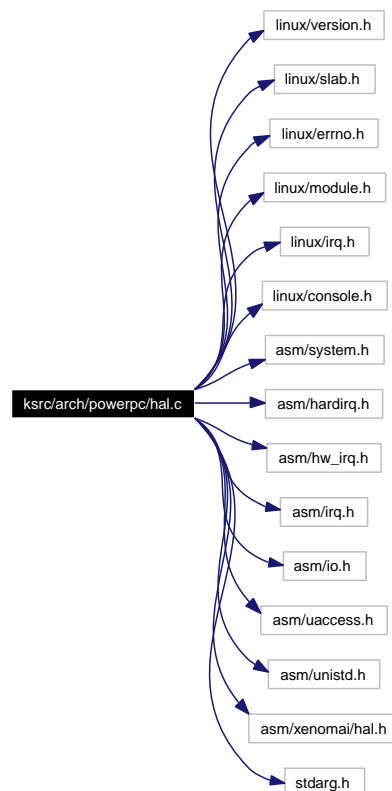 linux/version.h
linux/slab.h
linux/errno.h
linux/module.h
linux/irq.h
linux/console.h
asm/system.h
ksrc/arch/powerpc/hal.c
asm/hardirq.h
asm/hw_irq.h
asm/irq.h
asm/io.h
asm/uaccess.h
asm/unistd.h
asm/xenomai/hal.h
stdarg.h